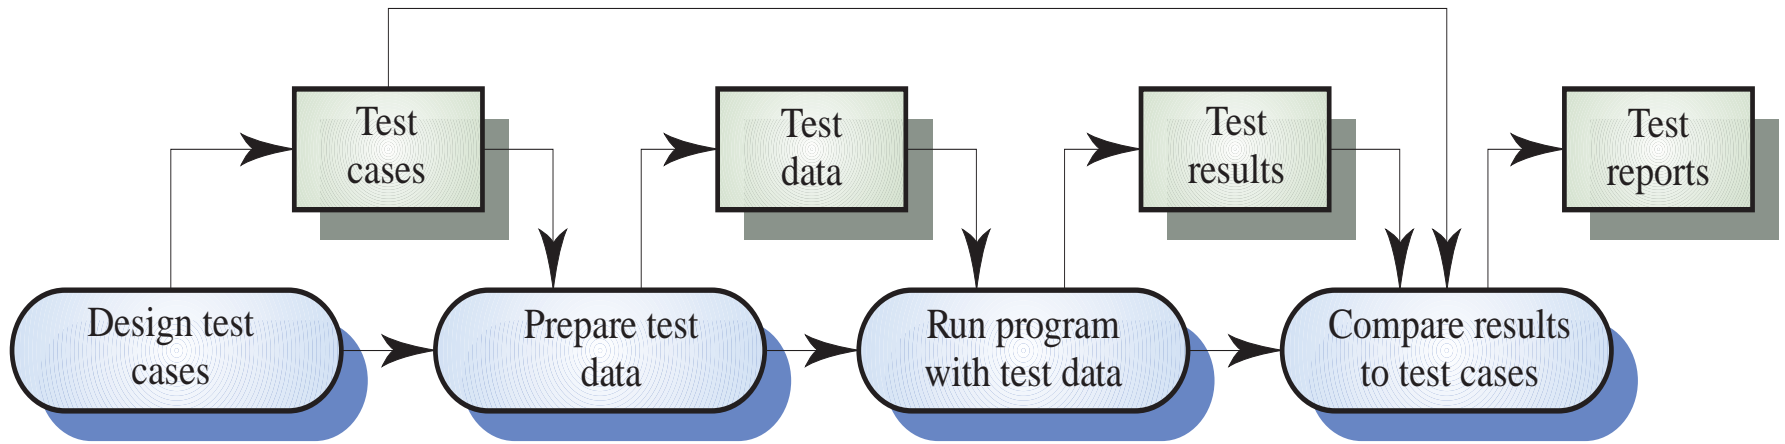 Test
cases
Test
data
Test
results
Test
reports
Design test
cases
Prepare test
data
Run program
with test data
Compare results
to test cases